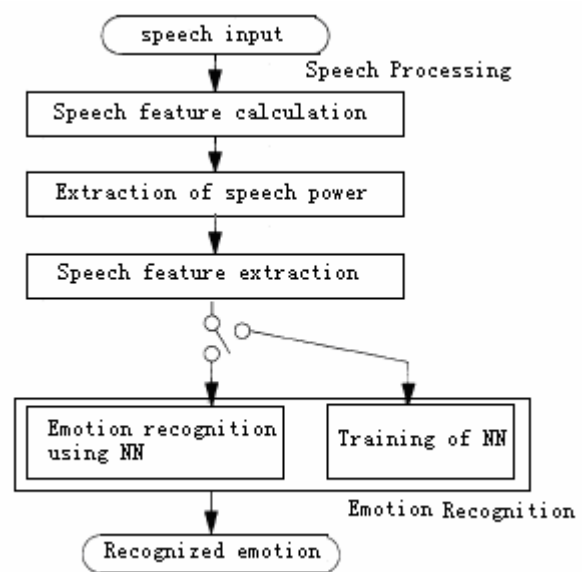 speech input
Speech Processing
Speech feature calculation
Extraction of speech power
Speech feature extraction
Emotion recognition
using NN
Training of NN
Emotion Recognition
Recognized emotion